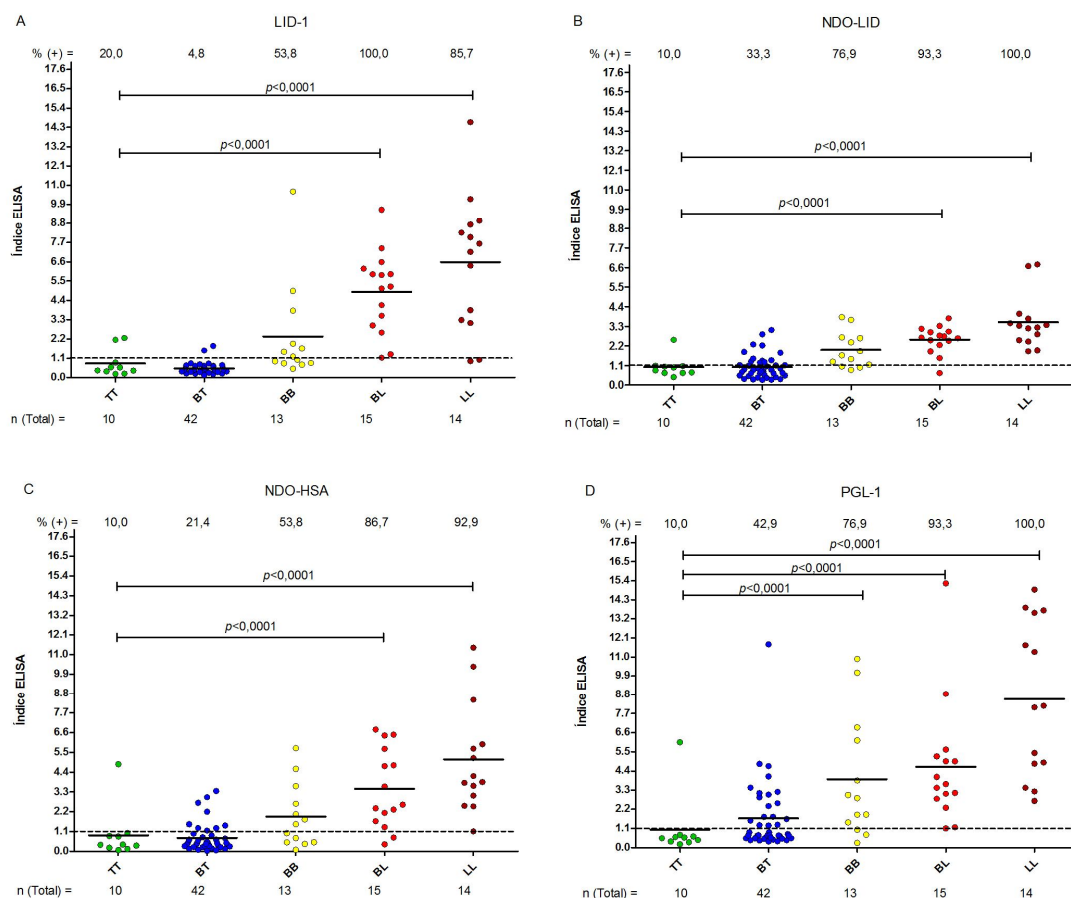 A
LID-1
% (+) = 20,0 4,8 53,8 100,0 85,7
17.6
16.5
15.4
14.3
13.2
12.1
11.0
9.9
8.8
7.7
6.6
5.5
4.4
3.3
2.2
1.1
0.0
Índice ELISA
p<0,0001
p<0,0001
TT BT BB BL LL
n (Total) = 10 42 13 15 14
B
NDO-LID
% (+) = 10,0 33,3 76,9 93,3 100,0
17.6
16.5
15.4
14.3
13.2
12.1
11.0
9.9
8.8
7.7
6.6
5.5
4.4
3.3
2.2
1.1
0.0
Índice ELISA
p<0,0001
p<0,0001
TT BT BB BL LL
n (Total) = 10 42 13 15 14
C
NDO-HSA
% (+) = 10,0 21,4 53,8 86,7 92,9
17.6
16.5
15.4
14.3
13.2
12.1
11.0
9.9
8.8
7.7
6.6
5.5
4.4
3.3
2.2
1.1
0.0
Índice ELISA
p<0,0001
p<0,0001
TT BT BB BL LL
n (Total) = 10 42 13 15 14
D
PGL-1
% (+) = 10,0 42,9 76,9 93,3 100,0
17.6
16.5
15.4
14.3
13.2
12.1
11.0
9.9
8.8
7.7
6.6
5.5
4.4
3.3
2.2
1.1
0.0
Índice ELISA
p<0,0001
p<0,0001
p<0,0001
TT BT BB BL LL
n (Total) = 10 42 13 15 14